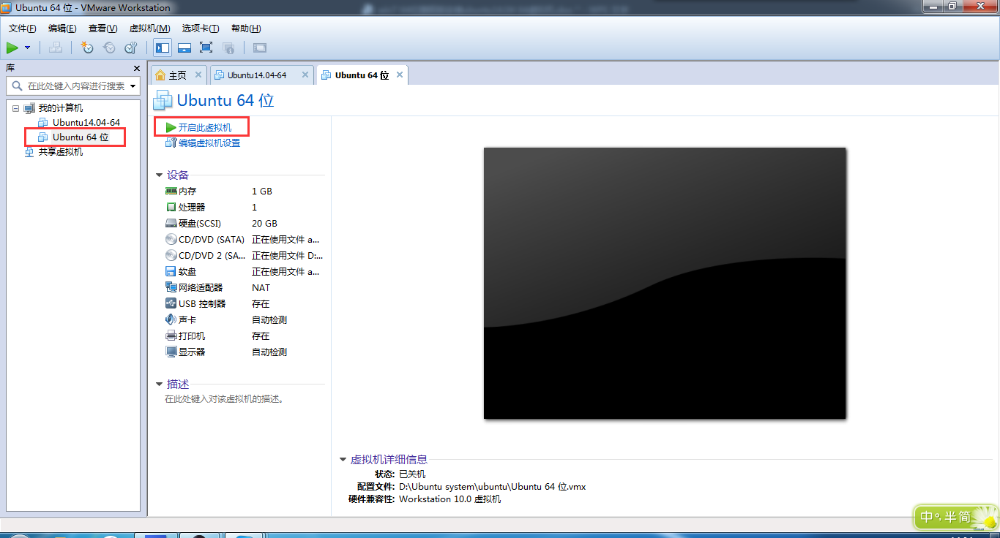 Ubuntu 64 位 - VMware Workstation
文件(F) 编辑(E) 查看(V) 虚拟机(M) 选项卡(T) 帮助(H)
库
在此处键入内容进行搜索
我的计算机
Ubuntu14.04-64
Ubuntu 64 位
共享虚拟机
主页 Ubuntu14.04-64 Ubuntu 64 位
Ubuntu 64 位
开启此虚拟机
编辑虚拟机设置
设备
内存 1 GB
处理器 1
硬盘(SCSI) 20 GB
CD/DVD (SATA) 正在使用文件 a...
CD/DVD 2 (SA... 正在使用文件 D:...
软盘 正在使用文件 a...
网络适配器 NAT
USB 控制器 存在
声卡 自动检测
打印机 存在
显示器 自动检测
描述
在此处键入对该虚拟机的描述。
虚拟机详细信息
状态: 已关机
配置文件: D:\Ubuntu system\ubuntu\Ubuntu 64 位.vmx
硬件兼容性: Workstation 10.0 虚拟机
中°,半简